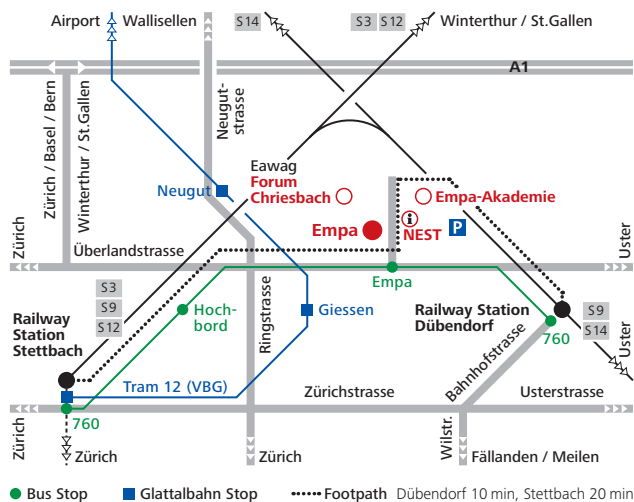 Airport
Wallisellen
S14
S3
S12
Winterthur / St.Gallen
A1
Zürich / Basel / Bern
Winterthur / St.Gallen
Neugut-
strasse
Eawag
Forum
Chriesbach
Neugut
Empa-Akademie
Empa
i
NEST
P
Zürich
Überlandstrasse
Uster
Empa
S3
S9
S12
Hoch-
bord
Ringstrasse
Giessen
Railway Station
Dübendorf
S9
S14
Railway
Station
Stettbach
760
Bahnhofstrasse
Uster
Tram 12 (VBG)
Zürichstrasse
Usterstrasse
760
Zürich
Zürich
Zürich
Wilstr.
Fällanden / Meilen
Bus Stop
Glattalbahn Stop
Footpath Dübendorf 10 min, Stettbach 20 min